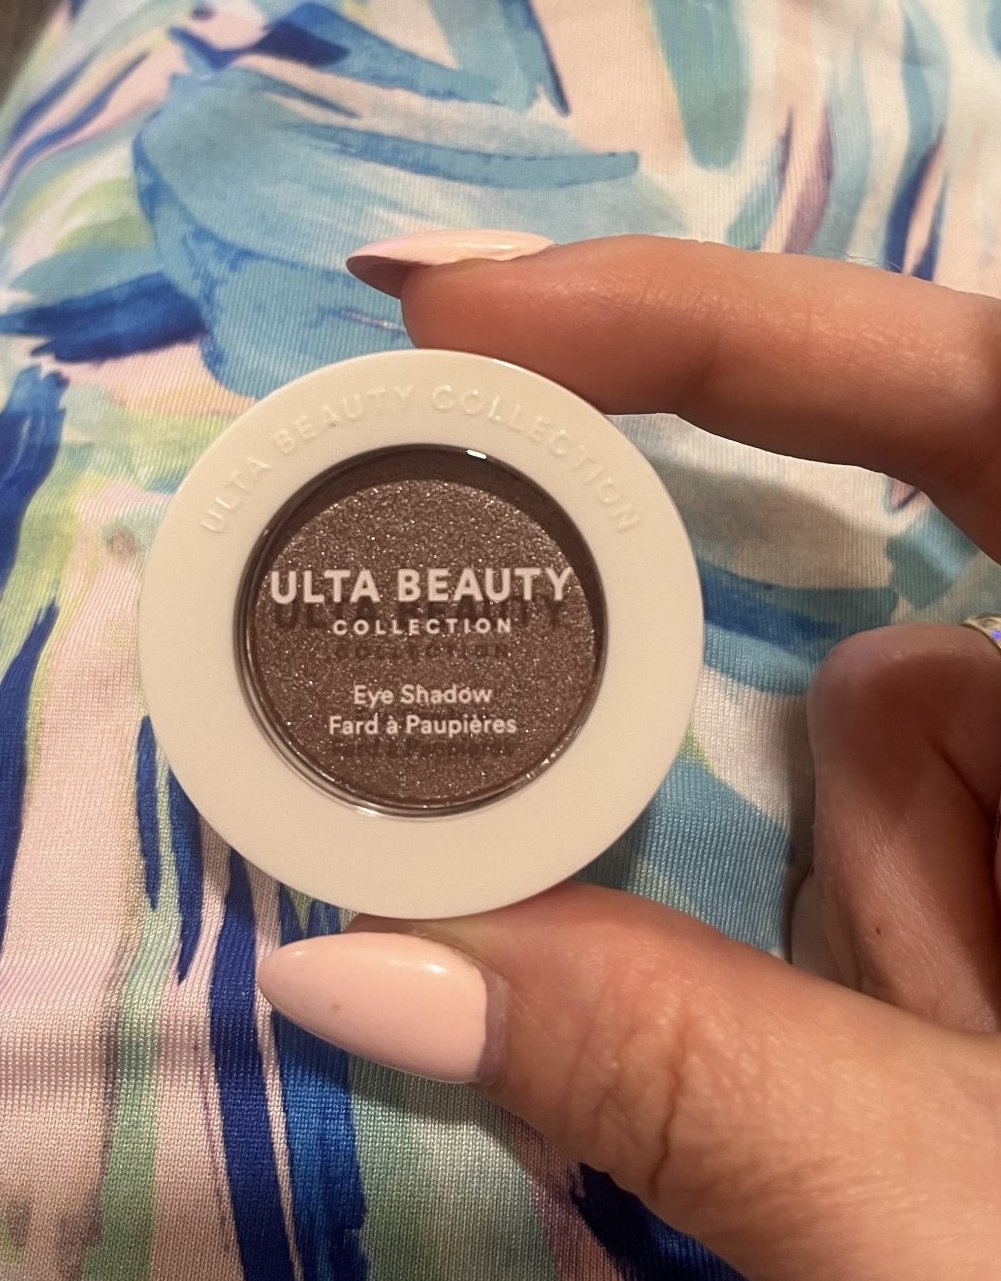 ULTA BEAUTY COLLECTION
ULTA BEAUTY
COLLECTION
Eye Shadow
Fard à Paupières